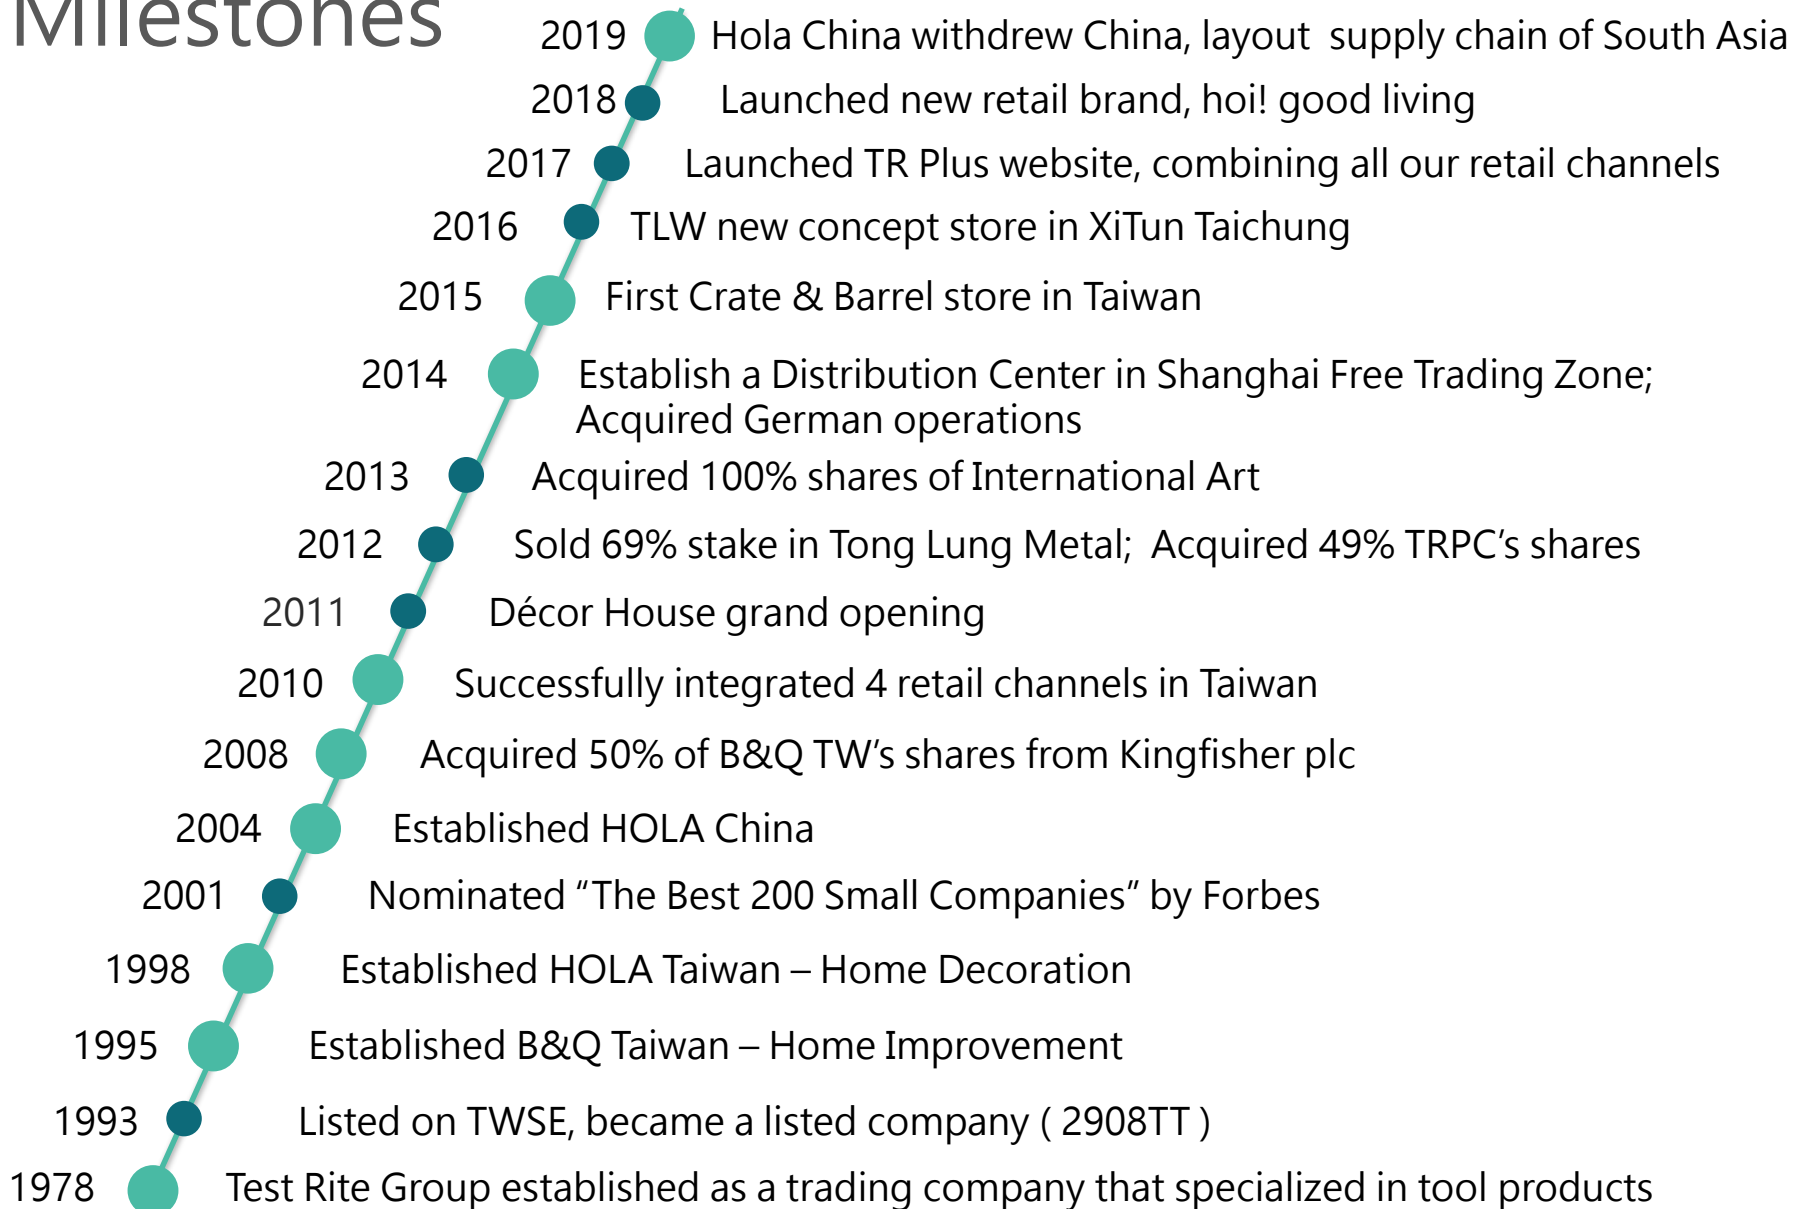 Milestones
2019 Hola China withdrew China, layout supply chain of South Asia
2018 Launched new retail brand, hoi! good living
2017 Launched TR Plus website, combining all our retail channels
2016 TLW new concept store in XiTun Taichung
2015 First Crate & Barrel store in Taiwan
2014 Establish a Distribution Center in Shanghai Free Trading Zone;
Acquired German operations
2013 Acquired 100% shares of International Art
2012 Sold 69% stake in Tong Lung Metal; Acquired 49% TRPC’s shares
2011 Décor House grand opening
2010 Successfully integrated 4 retail channels in Taiwan
2008 Acquired 50% of B&Q TW’s shares from Kingfisher plc
2004 Established HOLA China
2001 Nominated “The Best 200 Small Companies” by Forbes
1998 Established HOLA Taiwan – Home Decoration
1995 Established B&Q Taiwan – Home Improvement
1993 Listed on TWSE, became a listed company ( 2908TT )
1978 Test Rite Group established as a trading company that specialized in tool products